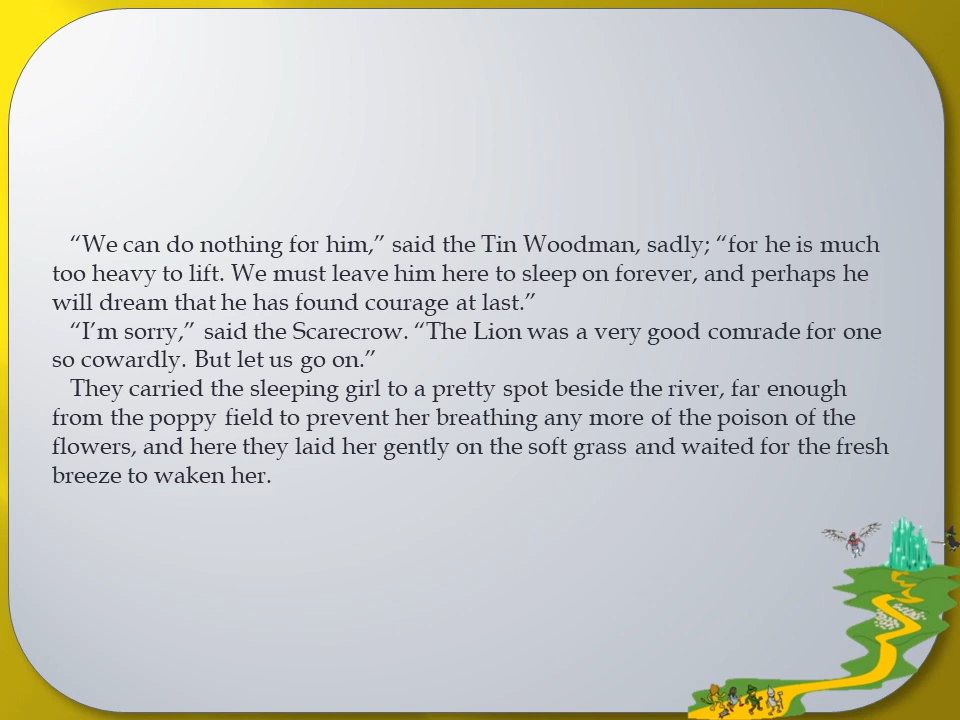 “We can do nothing for him,” said the Tin Woodman, sadly; “for he is much
too heavy to lift. We must leave him here to sleep on forever, and perhaps he
will dream that he has found courage at last.”
“I’m sorry,” said the Scarecrow. “The Lion was a very good comrade for one
so cowardly. But let us go on.”
They carried the sleeping girl to a pretty spot beside the river, far enough
from the poppy field to prevent her breathing any more of the poison of the
flowers, and here they laid her gently on the soft grass and waited for the fresh
breeze to waken her.